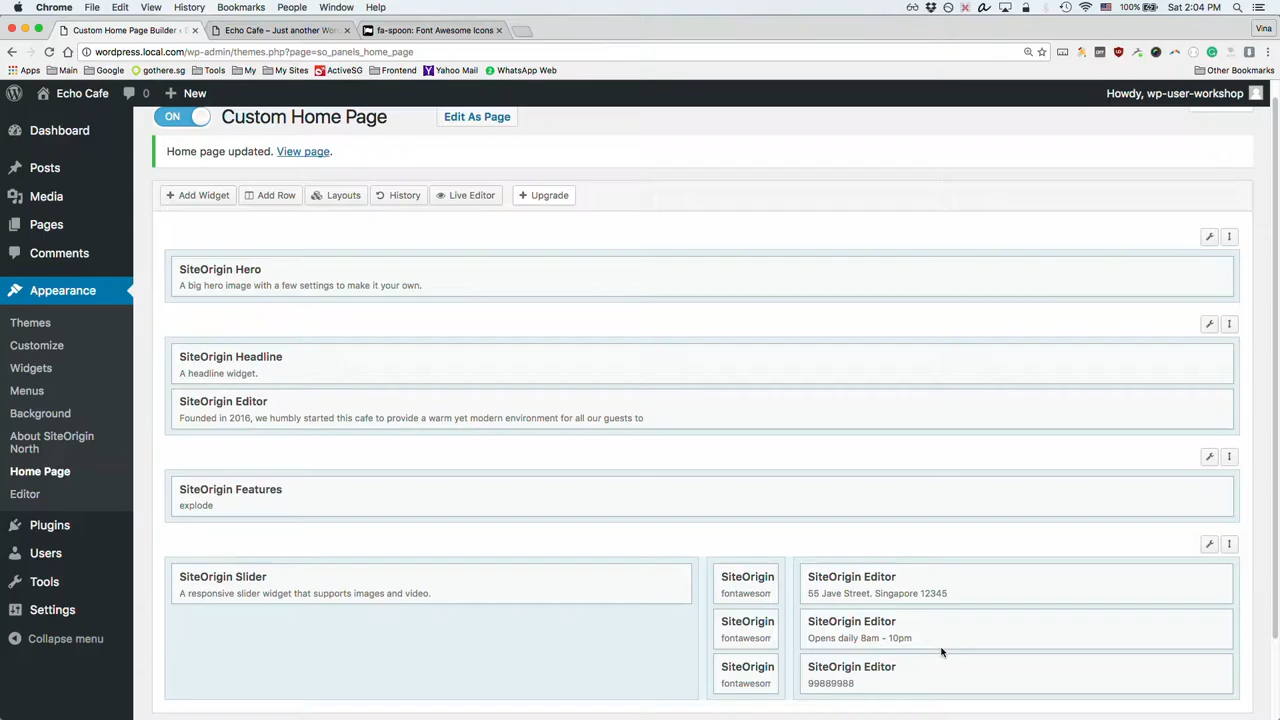 Chrome File Edit View History Bookmarks People Window Help 100% Sat 2:04 PM
Custom Home Page Builder ‹ Echo Cafe – Just another Wor fa-spoon: Font Awesome Icons Vina
wordpress.local.com/wp-admin/themes.php?page=so_panels_home_page
Apps Main Google gothere.sg Tools My My Sites ActiveSG Frontend Yahoo Mail WhatsApp Web Other Bookmarks
Echo Cafe 0 New Howdy, wp-user-workshop
Dashboard
Posts
Media
Pages
Comments
Appearance
Themes
Customize
Widgets
Menus
Background
About SiteOrigin
North
Home Page
Editor
Plugins
Users
Tools
Settings
Collapse menu
ON Custom Home Page Edit As Page
Home page updated. View page.
Add Widget Add Row Layouts History Live Editor Upgrade
SiteOrigin Hero
A big hero image with a few settings to make it your own.
SiteOrigin Headline
A headline widget.
SiteOrigin Editor
Founded in 2016, we humbly started this cafe to provide a warm yet modern environment for all our guests to
SiteOrigin Features
explode
SiteOrigin Slider
A responsive slider widget that supports images and video.
SiteOrigin
fontawesom
SiteOrigin
fontawesom
SiteOrigin
fontawesom
SiteOrigin Editor
55 Jave Street. Singapore 12345
SiteOrigin Editor
Opens daily 8am - 10pm
SiteOrigin Editor
99889988